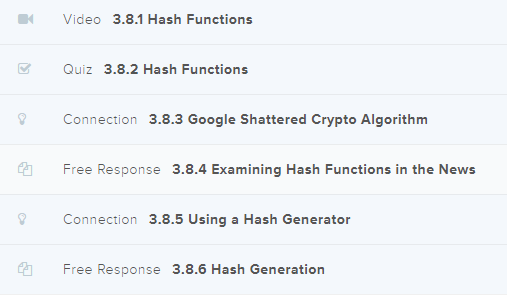 Video 3.8.1 Hash Functions
Quiz 3.8.2 Hash Functions
Connection 3.8.3 Google Shattered Crypto Algorithm
Free Response 3.8.4 Examining Hash Functions in the News
Connection 3.8.5 Using a Hash Generator
Free Response 3.8.6 Hash Generation